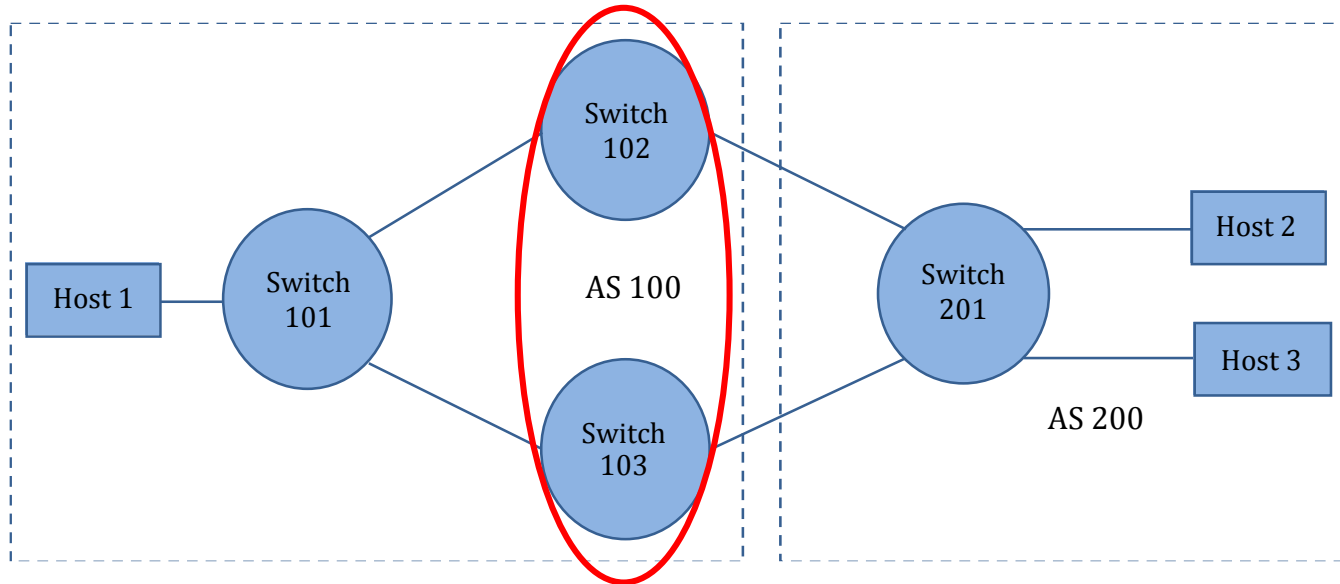 Switch
102
Host 1
Switch
101
AS 100
Switch
103
Switch
201
Host 2
Host 3
AS 200